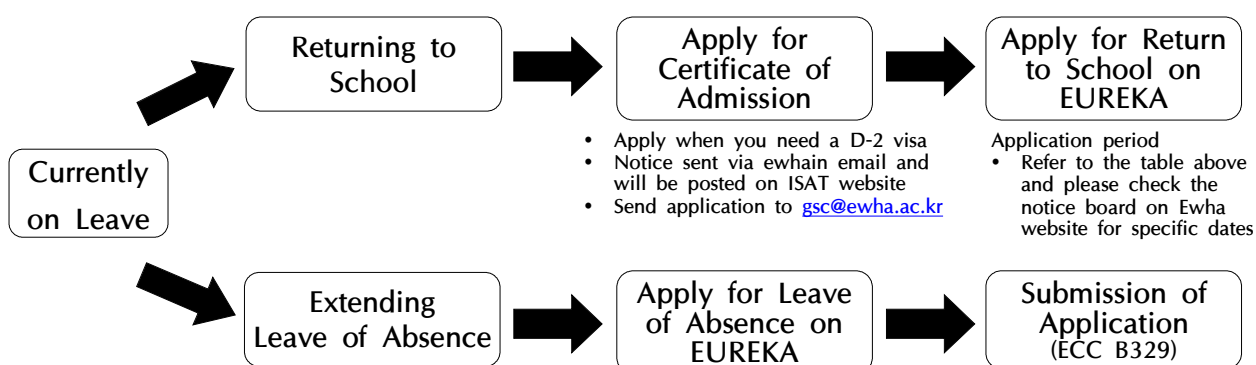 Currently
on Leave
Returning to
School
Apply for
Certificate of
Admission
• Apply when you need a D-2 visa
• Notice sent via ewhain email and
will be posted on ISAT website
• Send application to gsc@ewha.ac.kr
Apply for Return
to School on
EUREKA
Application period
• Refer to the table above
and please check the
notice board on Ewha
website for specific dates
Extending
Leave of Absence
Apply for Leave
of Absence on
EUREKA
Submission of
Application
(ECC B329)